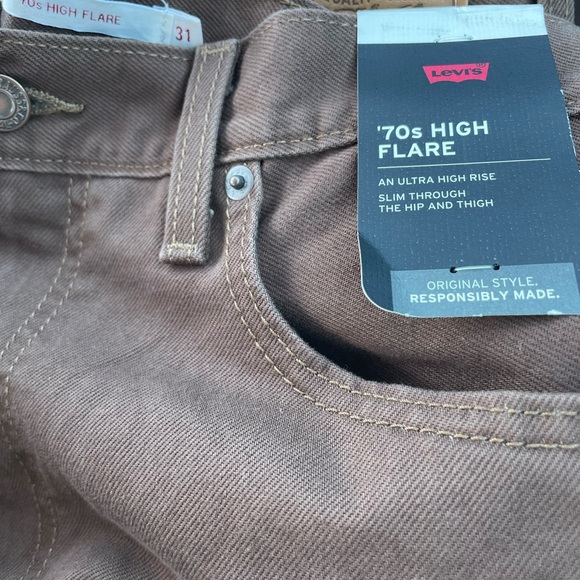 '70s HIGH FLARE
31
Levi's
'70s HIGH
FLARE
AN ULTRA HIGH RISE
SLIM THROUGH
THE HIP AND THIGH
ORIGINAL STYLE.
RESPONSIBLY MADE.